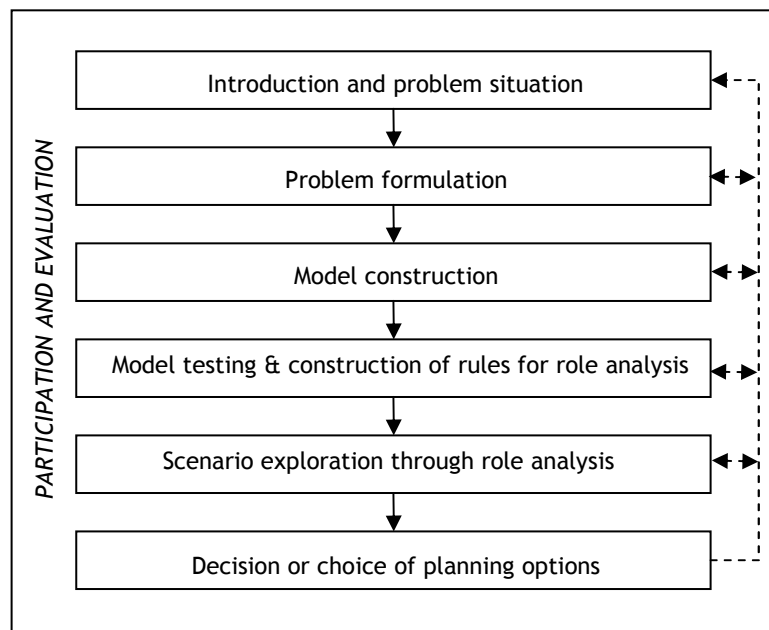 PARTICIPATION AND EVALUATION
Introduction and problem situation
Problem formulation
Model construction
Model testing & construction of rules for role analysis
Scenario exploration through role analysis
Decision or choice of planning options